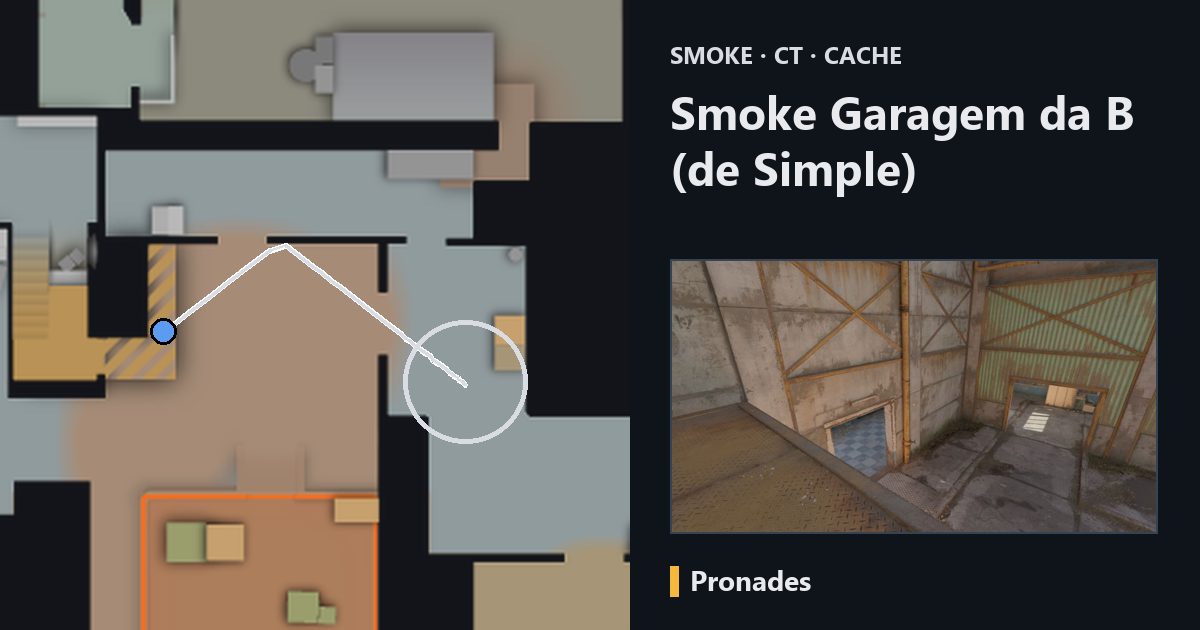 SMOKE · CT · CACHE
Smoke Garagem da B
(de Simple)
Pronades